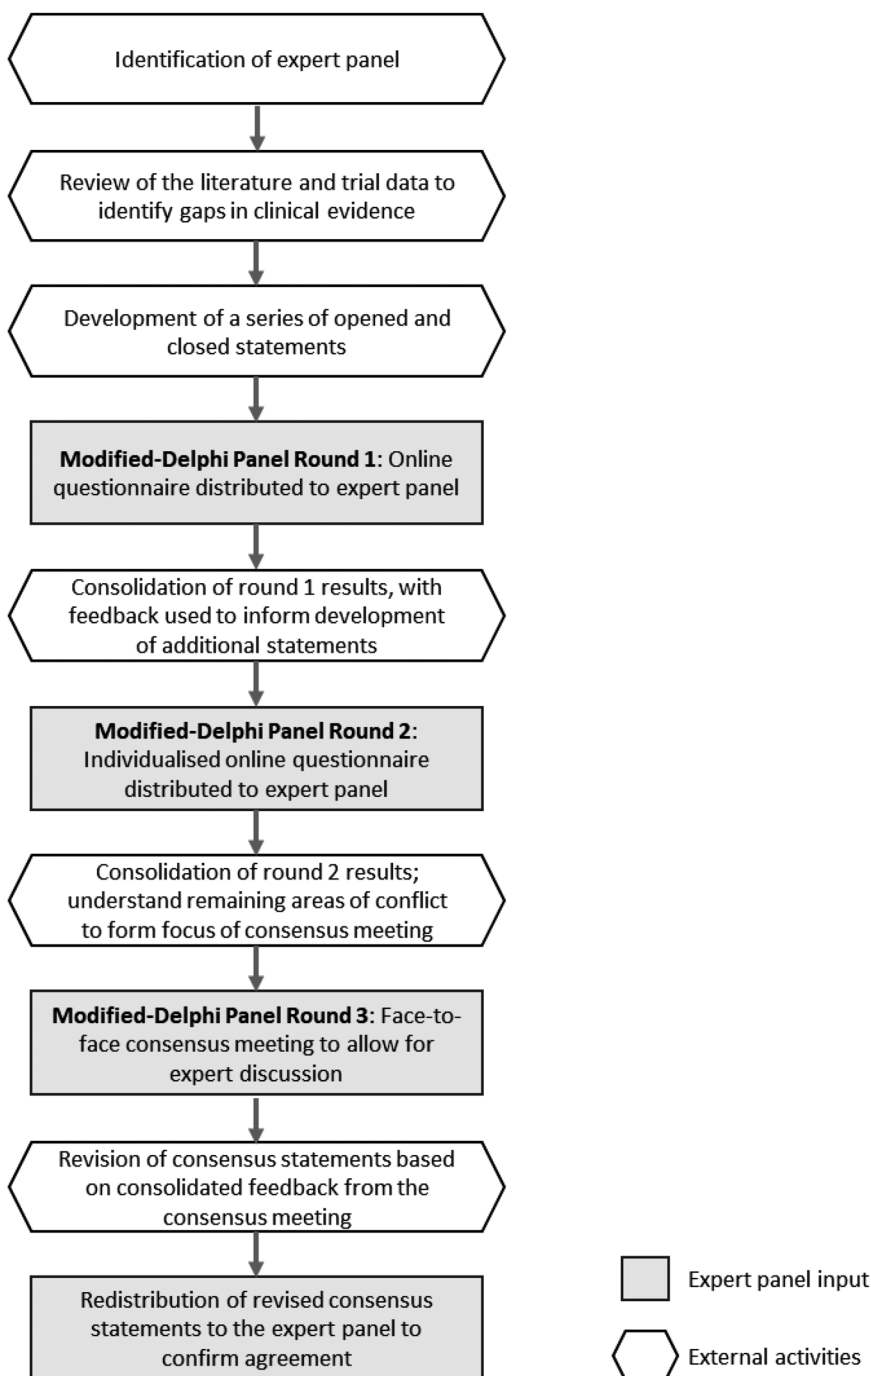 Identification of expert panel
Review of the literature and trial data to
identify gaps in clinical evidence
Development of a series of opened and
closed statements
Modified-Delphi Panel Round 1: Online
questionnaire distributed to expert panel
Consolidation of round 1 results, with
feedback used to inform development
of additional statements
Modified-Delphi Panel Round 2:
Individualised online questionnaire
distributed to expert panel
Consolidation of round 2 results;
understand remaining areas of conflict
to form focus of consensus meeting
Modified-Delphi Panel Round 3: Face-to-
face consensus meeting to allow for
expert discussion
Revision of consensus statements based
on consolidated feedback from the
consensus meeting
Redistribution of revised consensus
statements to the expert panel to
confirm agreement
Expert panel input
External activities